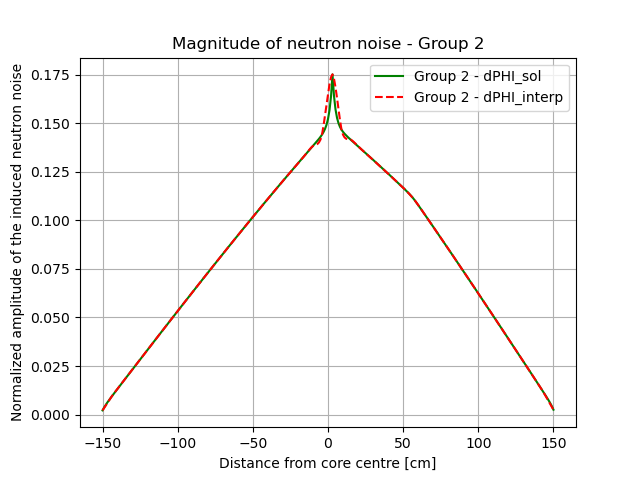 Magnitude of neutron noise - Group 2
Normalized amplitude of the induced neutron noise
0.175
0.150
0.125
0.100
0.075
0.050
0.025
0.000
Group 2 - dPHI_sol
Group 2 - dPHI_interp
−150 −100 −50 0 50 100 150
Distance from core centre [cm]